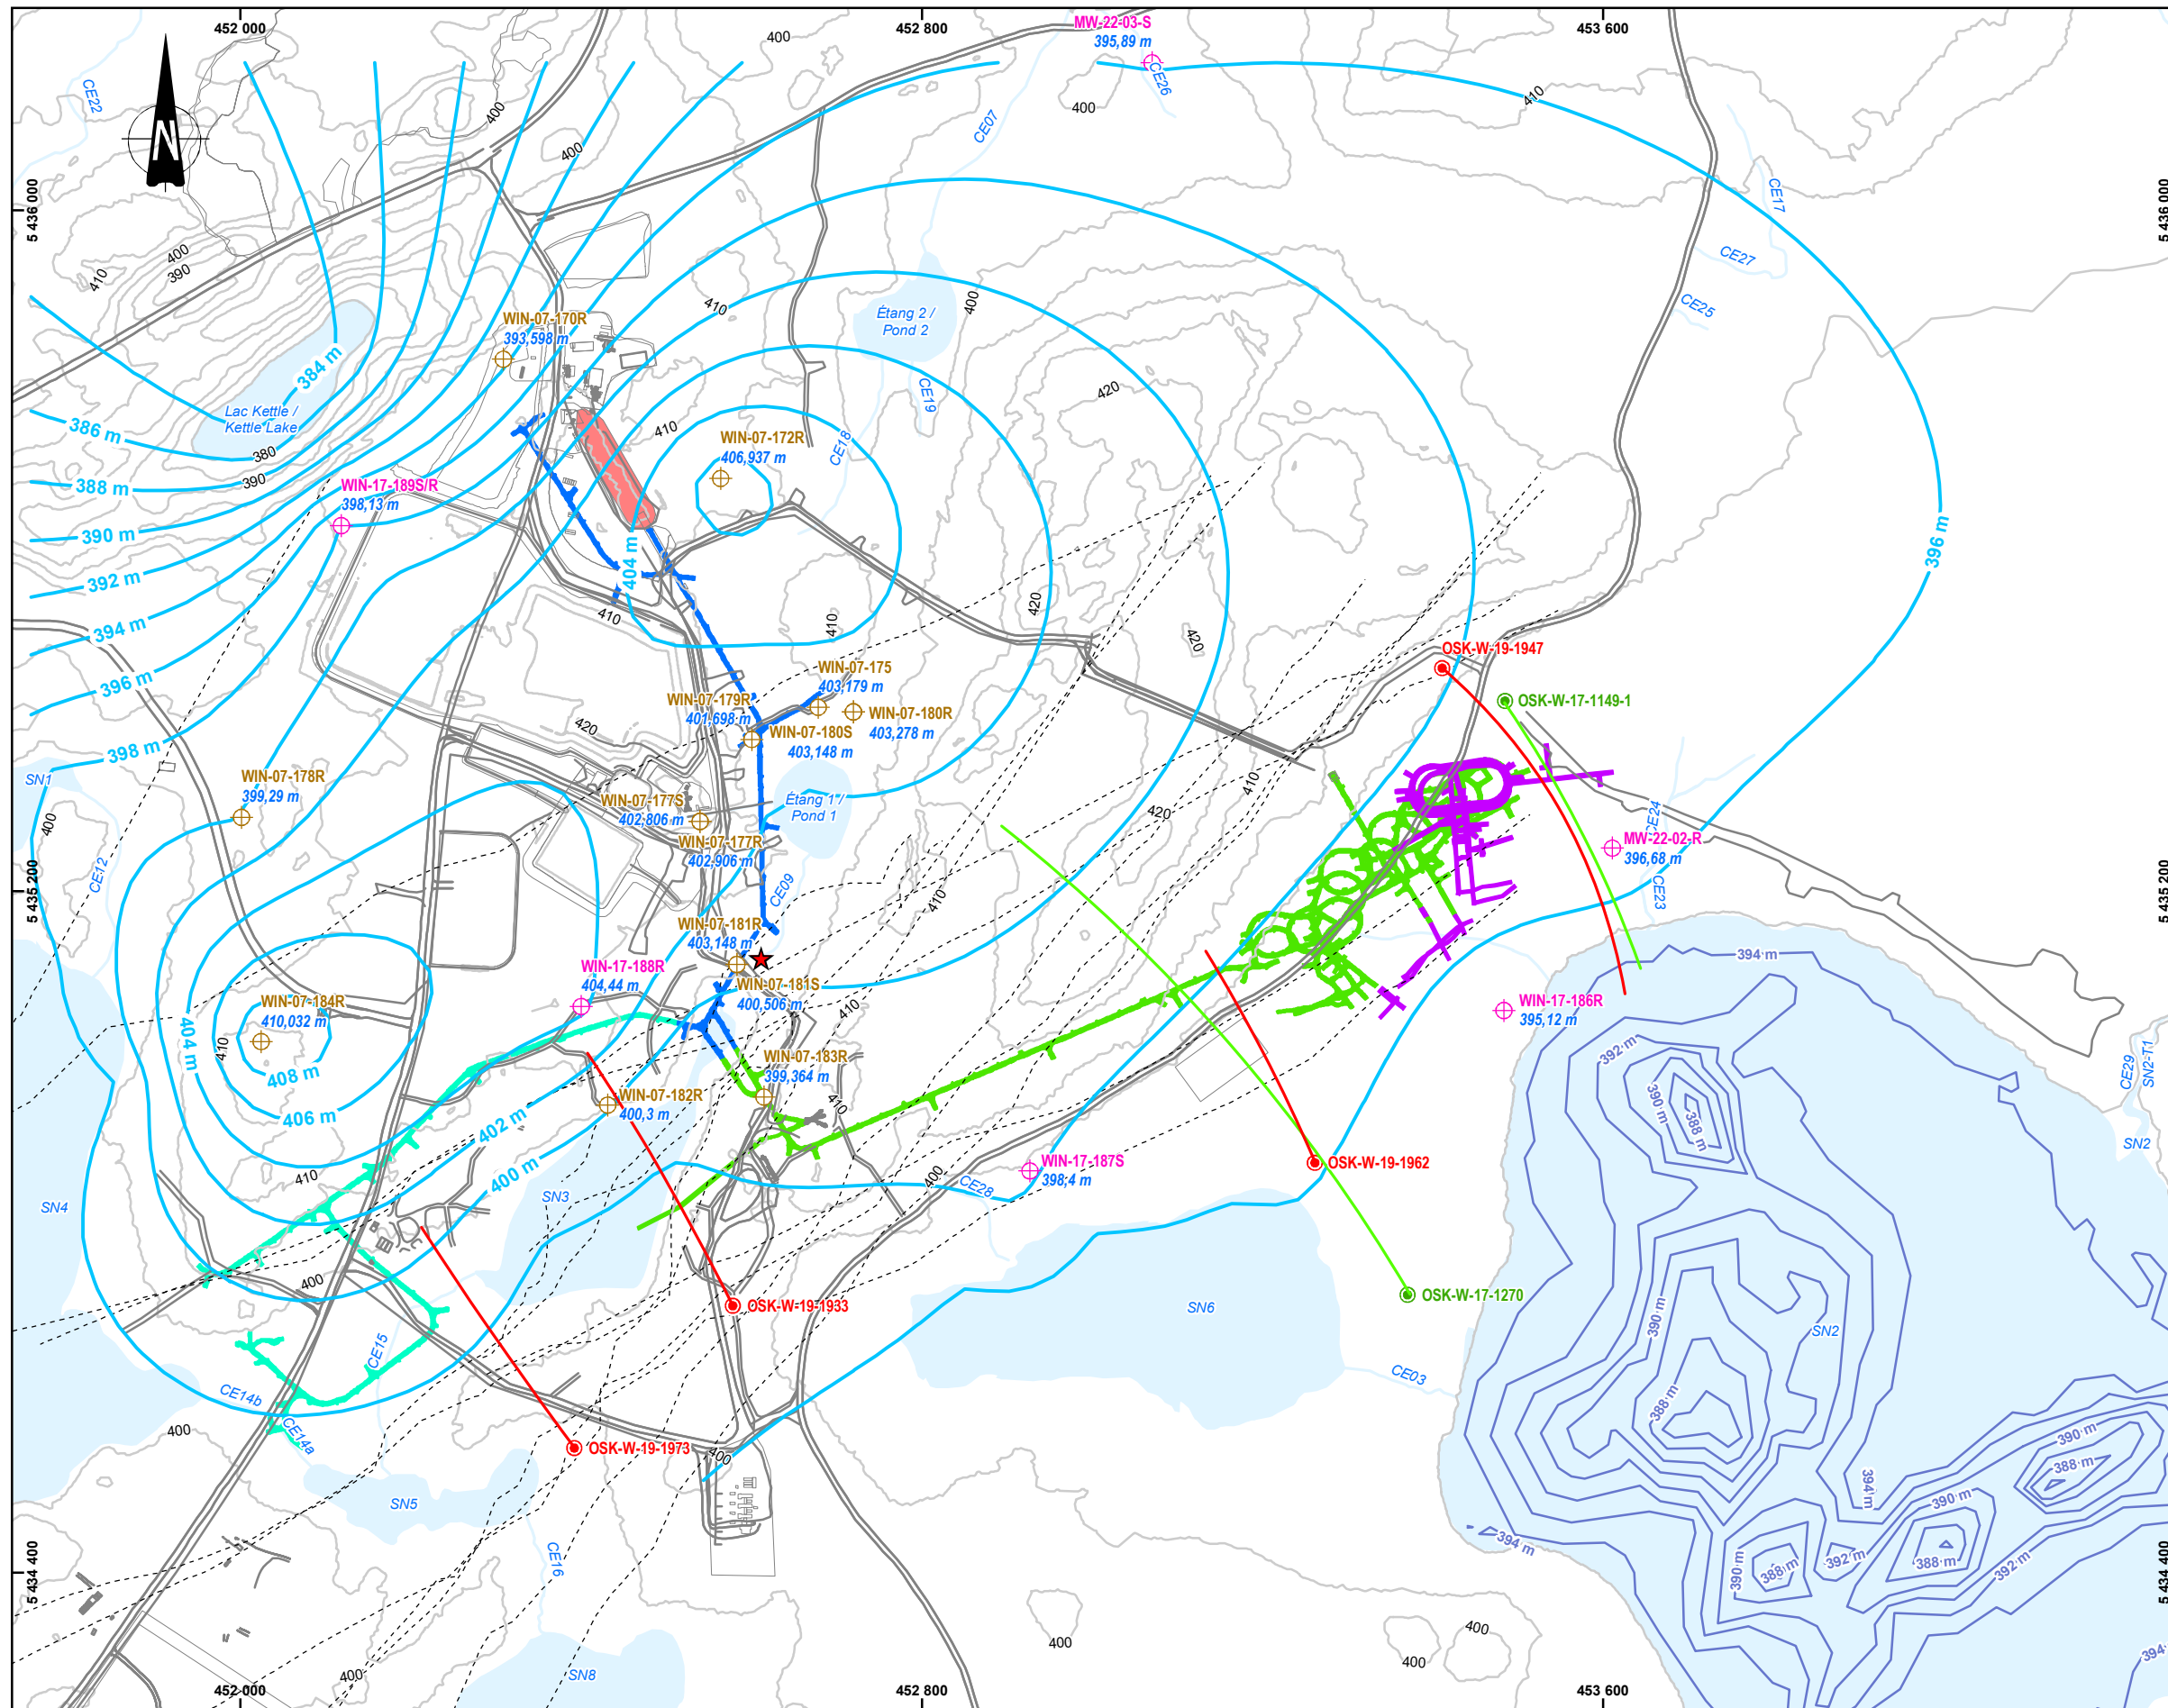 452 000
452 800
453 600
MW-22-03-S
395,89 m
400
CE26
400
CE22
400
CE07
410
400
N
5 436 000
5 436 000
CE17
CE27
400
390
410
CE25
WIN-07-170R
393,598 m
410
Étang 2 /
Pond 2
400
384 m
Lac Kettle /
Kettle Lake
CE19
420
386 m
380
390
410
WIN-07-172R
406,937 m
CE18
388 m
WIN-17-189S/R
398,13 m
390 m
396 m
392 m
404 m
394 m
410
410
420
420
396 m
OSK-W-19-1947
WIN-07-175
403,179 m
WIN-07-179R
401,698 m
OSK-W-17-1149-1
WIN-07-180R
403,278 m
WIN-07-180S
403,148 m
398 m
420
SN1
WIN-07-178R
399,29 m
400
WIN-07-177S
402,806 m
Étang 1 /
Pond 1
410
420
WIN-07-177R
402,906 m
CE24
MW-22-02-R
396,68 m
CE12
CE09
410
CE23
5 435 200
5 435 200
WIN-07-181R
403,148 m
394 m
WIN-17-188R
404,44 m
WIN-07-181S
400,506 m
410
WIN-17-186R
395,12 m
WIN-07-184R
410,032 m
404 m
410
408 m
WIN-07-183R
399,364 m
392 m
CE29
SN2-T1
406 m
402 m
WIN-07-182R
400,3 m
410
390 m
388 m
SN2
410
400 m
400
WIN-17-187S
398,4 m
OSK-W-19-1962
SN4
SN3
CE28
400
OSK-W-19-1933
SN6
OSK-W-17-1270
390 m
SN2
CE15
CE03
CE14b
CE14a
400
388 m
OSK-W-19-1973
400
390 m
388 m
SN5
394 m
390 m
394 m
CE16
5 434 400
5 434 400
390 m
388 m
392 m
388 m
392 m
400
400
400
394
400
SN8
452 000
452 800
453 600